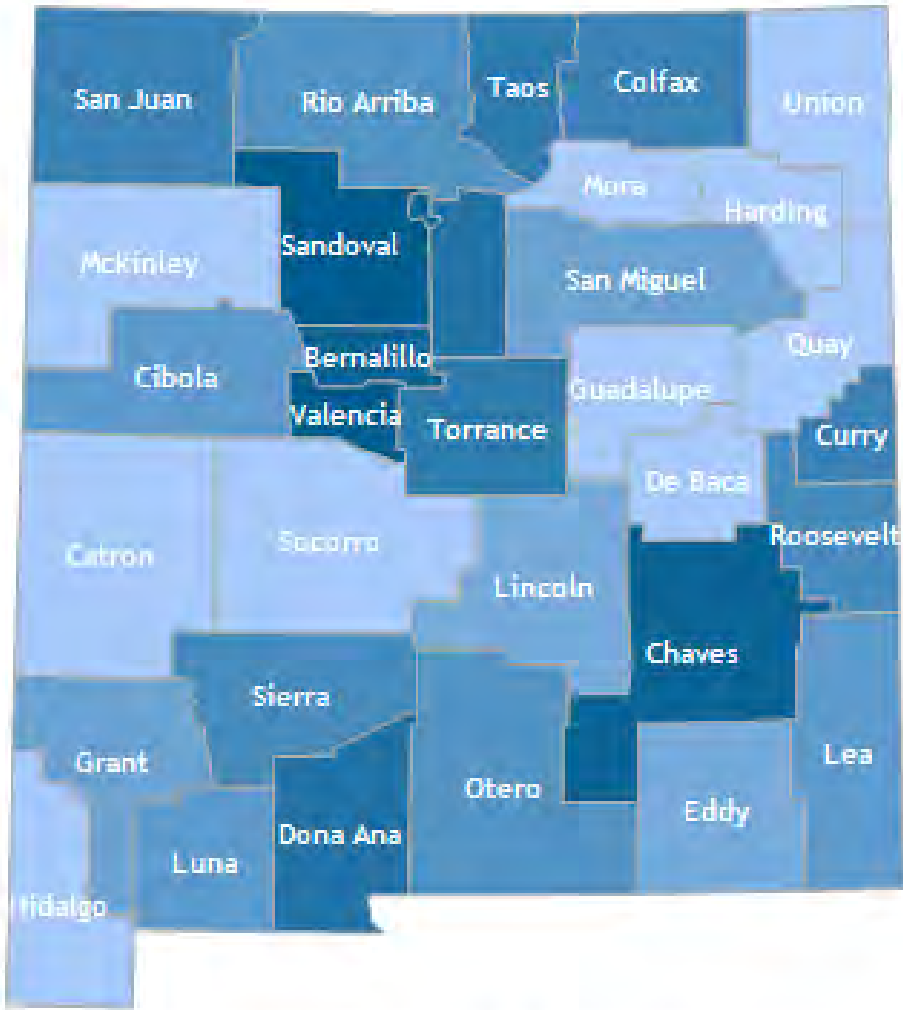 San Juan
Rio Arriba
Taos
Colfax
Union
Mora
Harding
Mckinley
Sandoval
San Miguel
Cibola
Bernalillo
Quay
Guadalupe
Valencia
Torrance
Curry
De Baca
Catron
Socorro
Roosevelt
Lincoln
Chaves
Sierra
Grant
Otero
Lea
Eddy
Dona Ana
Luna
Hidalgo